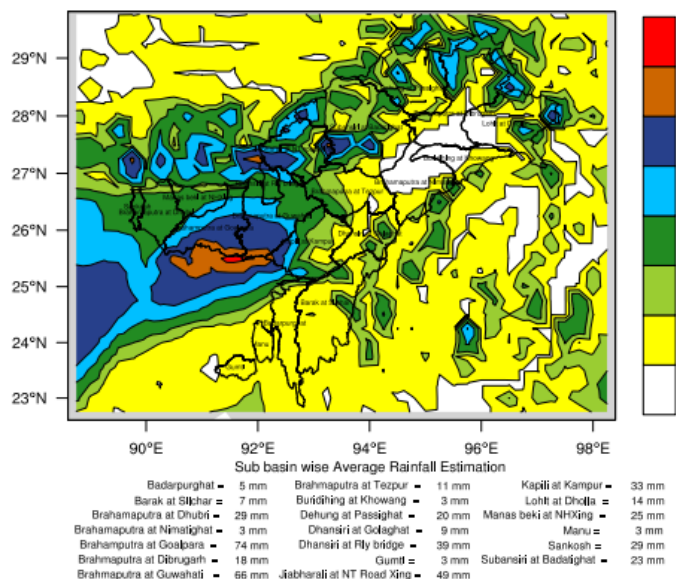 29°N
28°N
27°N
26°N
25°N
24°N
23°N
90°E 92°E 94°E 96°E 98°E
Sub basin wise Average Rainfall Estimation
Badarpurghat = 5 mm Brahmaputra at Tezpur = 11 mm Kapili at Kampur = 33 mm
Barak at Silchar = 7 mm Buridihing at Khowang = 3 mm Lohit at Dholla = 14 mm
Brahamaputra at Dhubri = 29 mm Dehung at Passighat = 20 mm Manas beki at NHXing = 25 mm
Brahamaputra at Nimatighat = 3 mm Dhansiri at Golaghat = 9 mm Manu = 3 mm
Brahamputra at Goalpara = 74 mm Dhansiri at Rly bridge = 39 mm Sankosh = 29 mm
Brahmaputra at Dibrugarh = 18 mm Gumti = 3 mm Subansiri at Badatighat = 23 mm
Brahmaputra at Guwahati = 66 mm Jiabharali at NT Road Xing = 49 mm